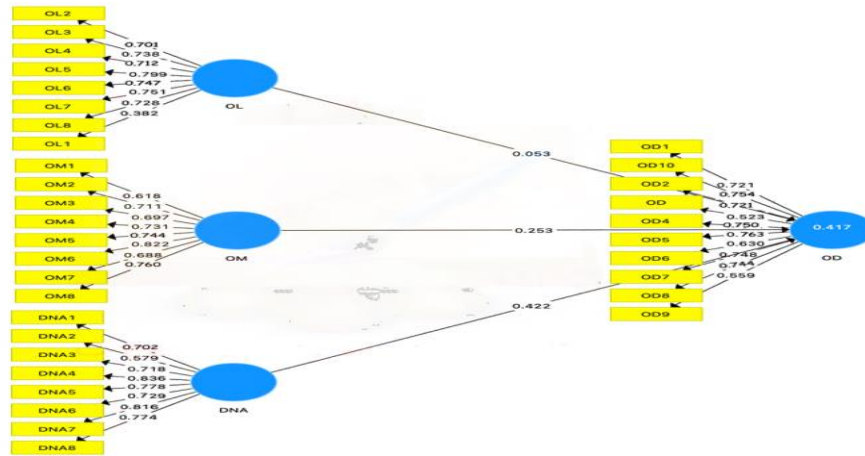 OL2
OL3
OL4
OL5
OL6
OL7
OL8
OL1
0.701
0.738
0.712
0.799
0.747
0.751
0.728
0.382
OL
OM1
OM2
OM3
OM4
OM5
OM6
OM7
OM8
0.618
0.711
0.697
0.731
0.744
0.822
0.688
0.760
OM
DNA1
DNA2
DNA3
DNA4
DNA5
DNA6
DNA7
DNA8
0.702
0.579
0.718
0.836
0.778
0.729
0.816
0.774
DNA
0.053
0.253
0.422
OD1
OD10
OD2
OD
OD4
OD5
OD6
OD7
OD8
OD9
0.721
0.754
0.721
0.523
0.750
0.763
0.630
0.748
0.744
0.559
0.417
OD